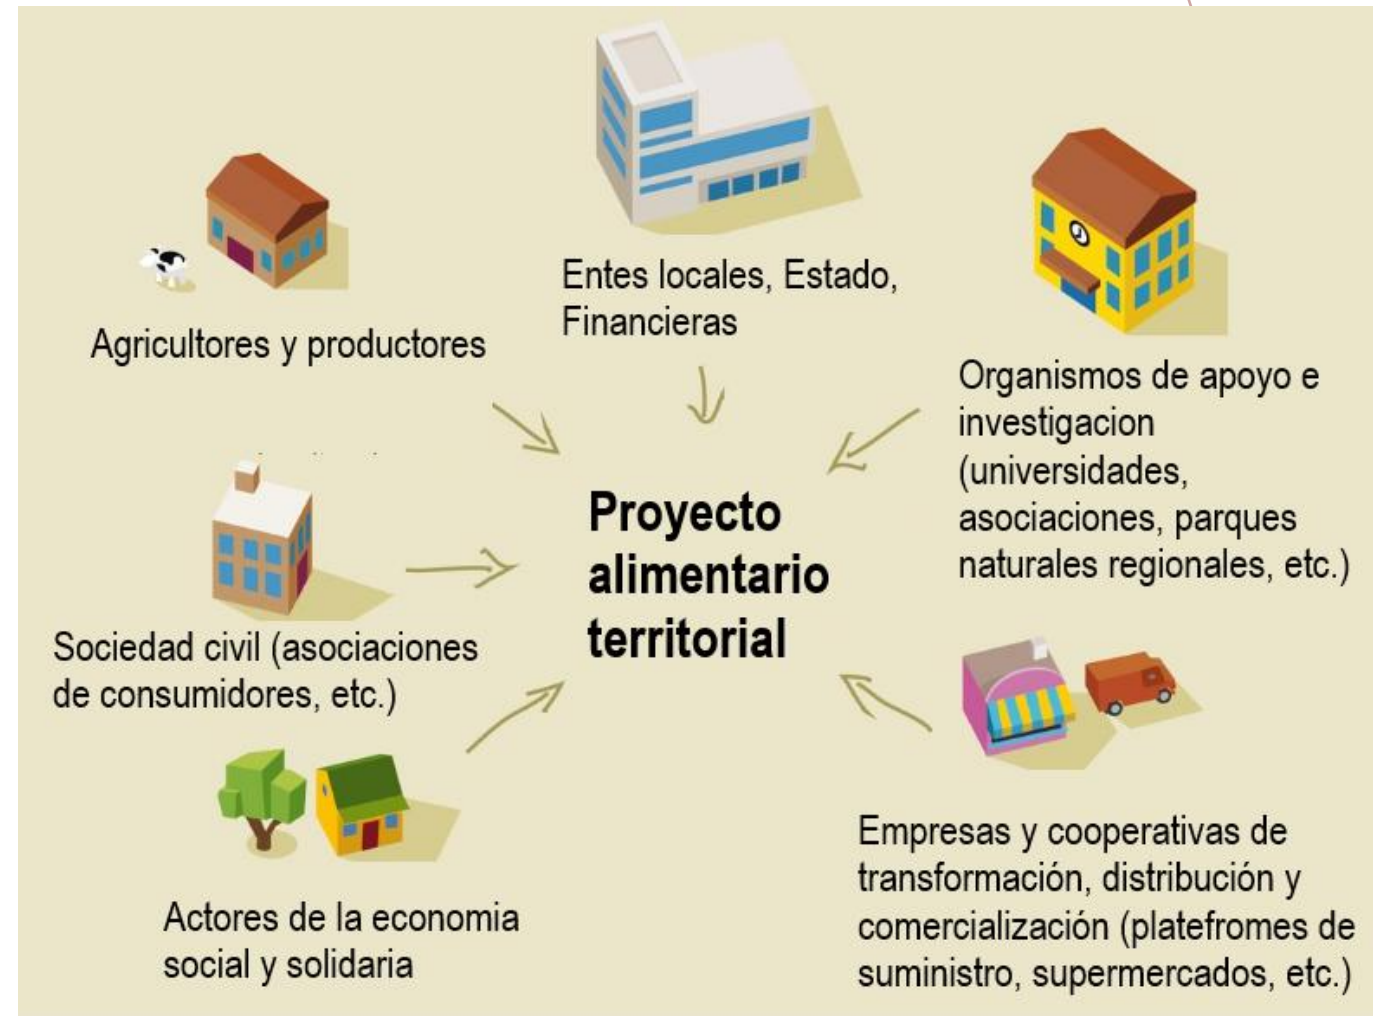 Entes locales, Estado,
Financieras
Agricultores y productores
Organismos de apoyo e
investigacion
(universidades,
asociaciones, parques
naturales regionales, etc.)
Proyecto
alimentario
territorial
Sociedad civil (asociaciones
de consumidores, etc.)
Empresas y cooperativas de
transformación, distribución y
comercialización (platefromes de
suministro, supermercados, etc.)
Actores de la economia
social y solidaria